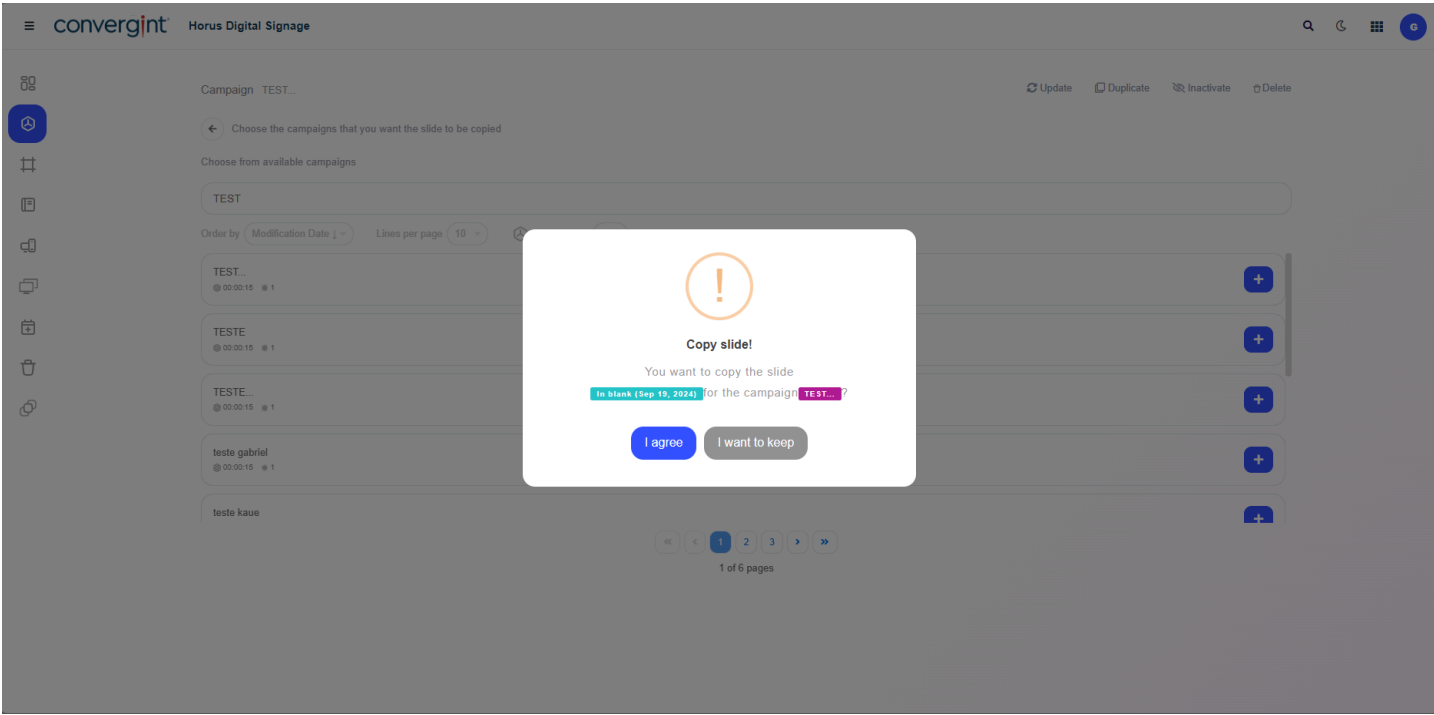 convergint Horus Digital Signage G
Campaign TEST... Update Duplicate Inactivate Delete
Choose the campaigns that you want the slide to be copied
Choose from available campaigns
TEST
Order by Modification Date ↓ Lines per page 10
TEST...
00:00:15 1
TESTE
00:00:15 1
TESTE...
00:00:15 1
teste gabriel
00:00:15 1
teste kaue
!
Copy slide!
You want to copy the slide
In blank (Sep 19, 2024) for the campaign TEST... ?
I agree I want to keep
« ‹ 1 2 3 › »
1 of 6 pages